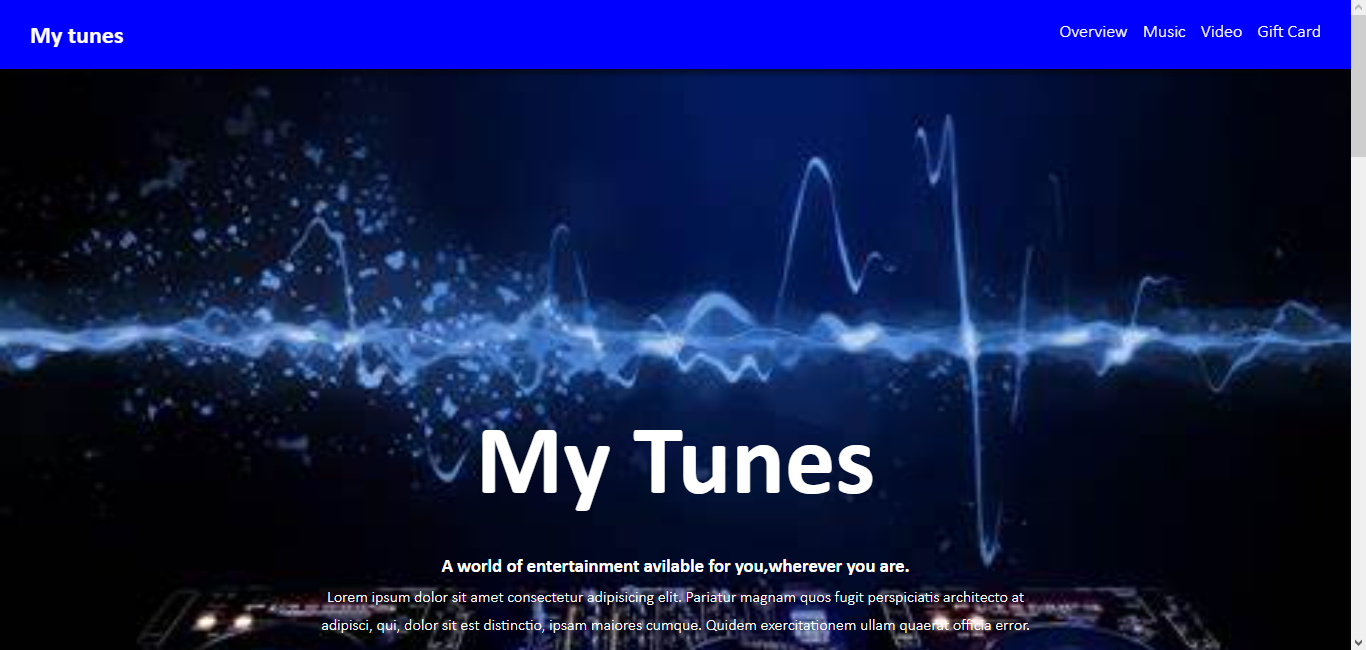 My tunes
Overview Music Video Gift Card
My Tunes
A world of entertainment avilable for you,wherever you are.
Lorem ipsum dolor sit amet consectetur adipisicing elit. Pariatur magnam quos fugit perspiciatis architecto at
adipisci, qui, dolor sit est distinctio, ipsam maiores cumque. Quidem exercitationem ullam quaerat officia error.